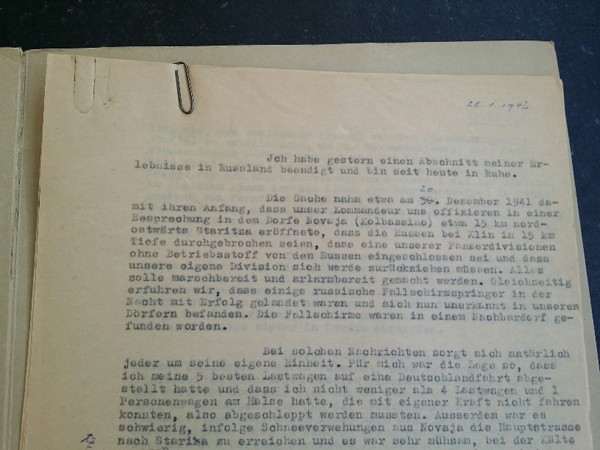 26.1.1942
Jch habe gestern einen Abschnitt meiner Er-
lebnisse in Russland beendigt und bin seit heute in Ruhe.
20
Die Sache nahm etwa am 30. Dezember 1941 da-
mit ihren Anfang, dass unser Kommandeur uns Offizieren in einer
Besprechung in dem Dorfe Novaja (Kolbassino) etwa 15 km nord-
ostwärts Staritza eröffnete, dass die Russen bei Klin in 15 km
Tiefe durchgebrochen seien, dass eine unserer Panzerdivisionen
ohne Betriebsstoff von den Russen eingeschlossen sei und dass
unsere eigene Division sich werde zurückziehen müssen. Alles
solle marschbereit und arlarmbereit gemacht werden. Gleichzeitig
erfuhren wir, dass einige russische Fallschirmspringer in der
Nacht mit Erfolg gelandet waren und sich nun unerkannt in unseren
Dörfern befanden. Die Fallschirme waren in einem Nachbardorf ge-
funden worden.
Bei solchen Nachrichten sorgt sich natürlich
jeder um seine eigene Einheit. Für mich war die Lage so, dass
ich meine 5 besten Lastwagen auf eine Deutschlandfahrt abge-
stellt hatte und dass ich nicht weniger als 4 Lastwagen und 1
Personenwagen am Halse hatte, die mit eigener Kraft nicht fahren
konnten, also abgeschleppt werden mussten. Ausserdem war es
schwierig, infolge Schneeverwehungen aus Novaja die Hauptstrasse
nach Staritza zu erreichen und es war sehr mühsam, bei der Kälte